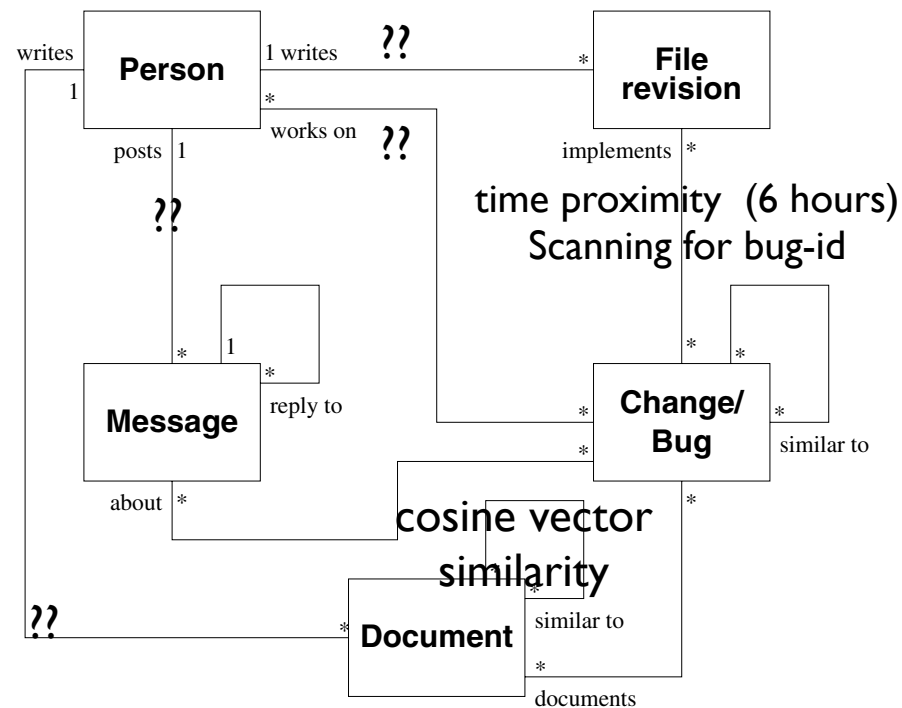 writes
1
Person
1 writes
??
*
File
revision
*
works on
??
posts
1
implements
*
??
time proximity (6 hours)
Scanning for bug-id
1
*
*
reply to
Message
*
*
Change/
Bug
*
*
*
similar to
about
*
*
cosine vector
similarity
*
*
similar to
??
*
Document
*
documents